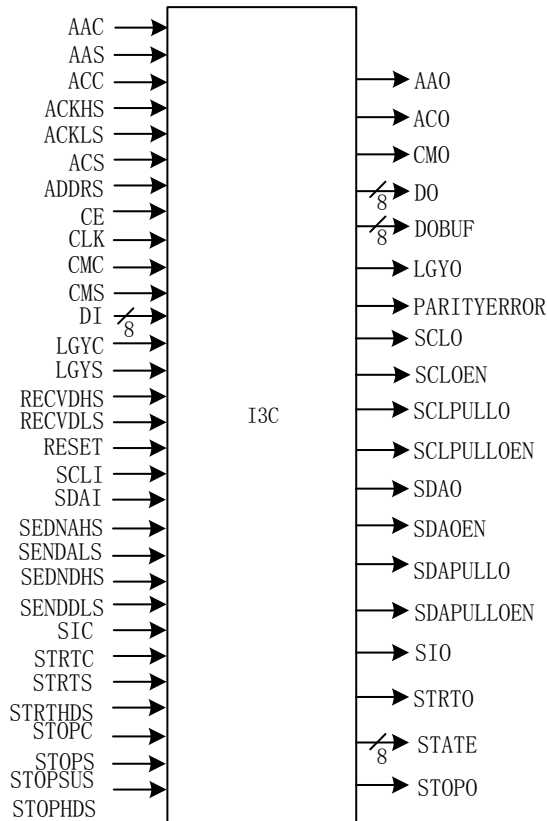 AAC
AAS
ACC
ACKHS
ACKLS
ACS
ADDRS
CE
CLK
CMC
CMS
DI
8
LGYC
LGYS
RECVDHS
RECVDLS
RESET
SCLI
SDAI
SEDNAHS
SENDALS
SEDNDHS
SENDDLS
SIC
STRTC
STRTS
STRTHDS
STOPC
STOPS
STOPSUS
STOPHDS
I3C
AAO
ACO
CMO
DO
8
DOBUF
8
LGYO
PARITYERROR
SCLO
SCLOEN
SCLPULLO
SCLPULLOEN
SDAO
SDAOEN
SDAPULLO
SDAPULLOEN
SIO
STRTO
STATE
8
STOPO